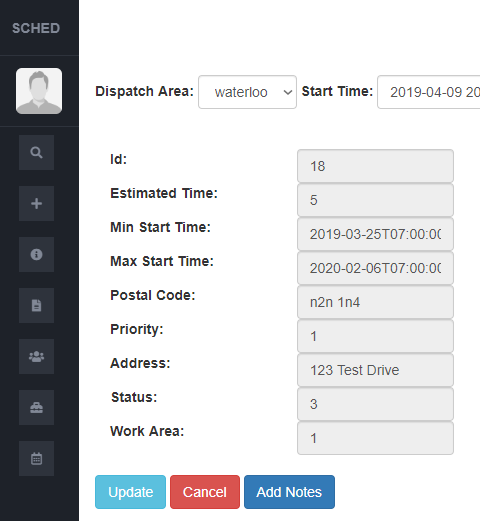 SCHED
Dispatch Area: waterloo Start Time: 2019-04-09 20
Id: 18
Estimated Time: 5
Min Start Time: 2019-03-25T07:00:00
Max Start Time: 2020-02-06T07:00:00
Postal Code: n2n 1n4
Priority: 1
Address: 123 Test Drive
Status: 3
Work Area: 1
Update Cancel Add Notes